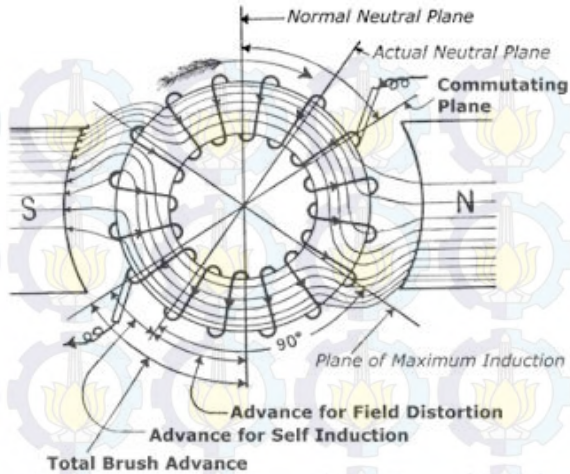 Normal Neutral Plane
Actual Neutral Plane
Commutating
Plane
S
N
90°
Plane of Maximum Induction
Advance for Field Distortion
Advance for Self Induction
Total Brush Advance